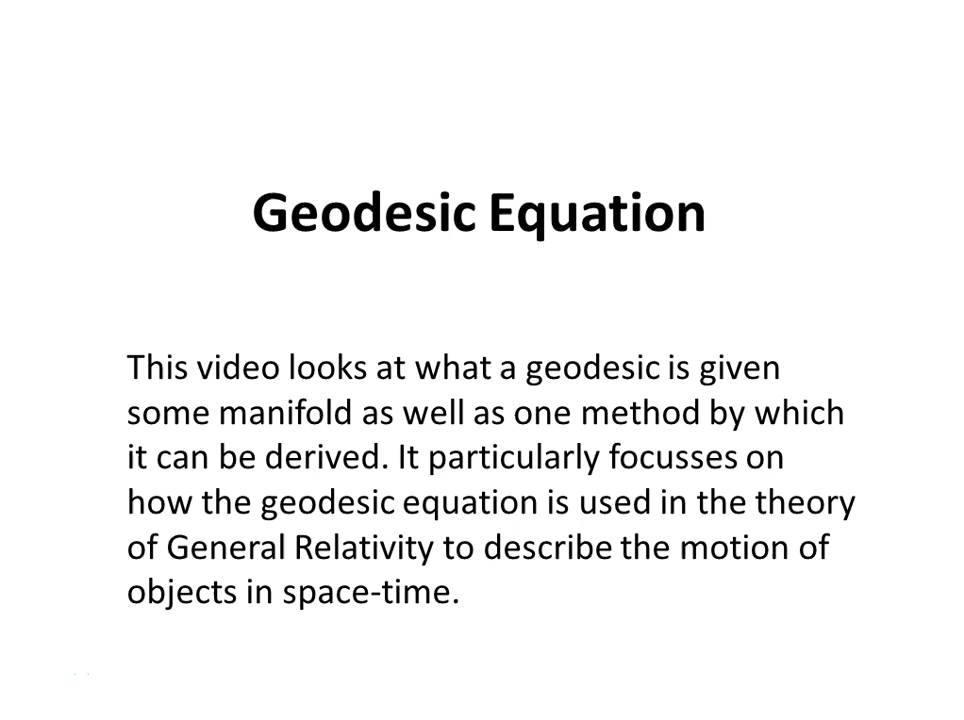 Geodesic Equation
This video looks at what a geodesic is given
some manifold as well as one method by which
it can be derived. It particularly focusses on
how the geodesic equation is used in the theory
of General Relativity to describe the motion of
objects in space-time.